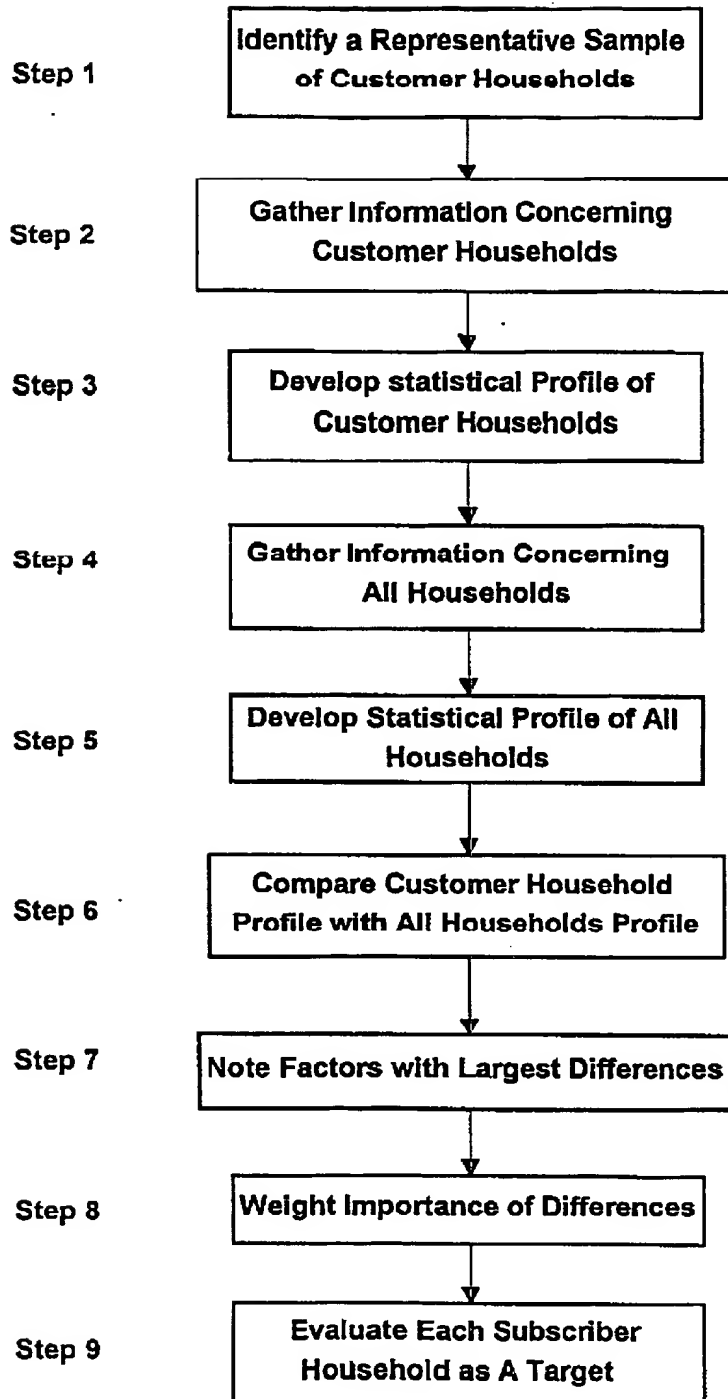 Step 1
Identify a Representative Sample
of Customer Households
Step 2
Gather Information Concerning
Customer Households
Step 3
Develop statistical Profile of
Customer Households
Step 4
Gather Information Concerning
All Households
Step 5
Develop Statistical Profile of All
Households
Step 6
Compare Customer Household
Profile with All Households Profile
Step 7
Note Factors with Largest Differences
Step 8
Weight Importance of Differences
Step 9
Evaluate Each Subscriber
Household as A Target